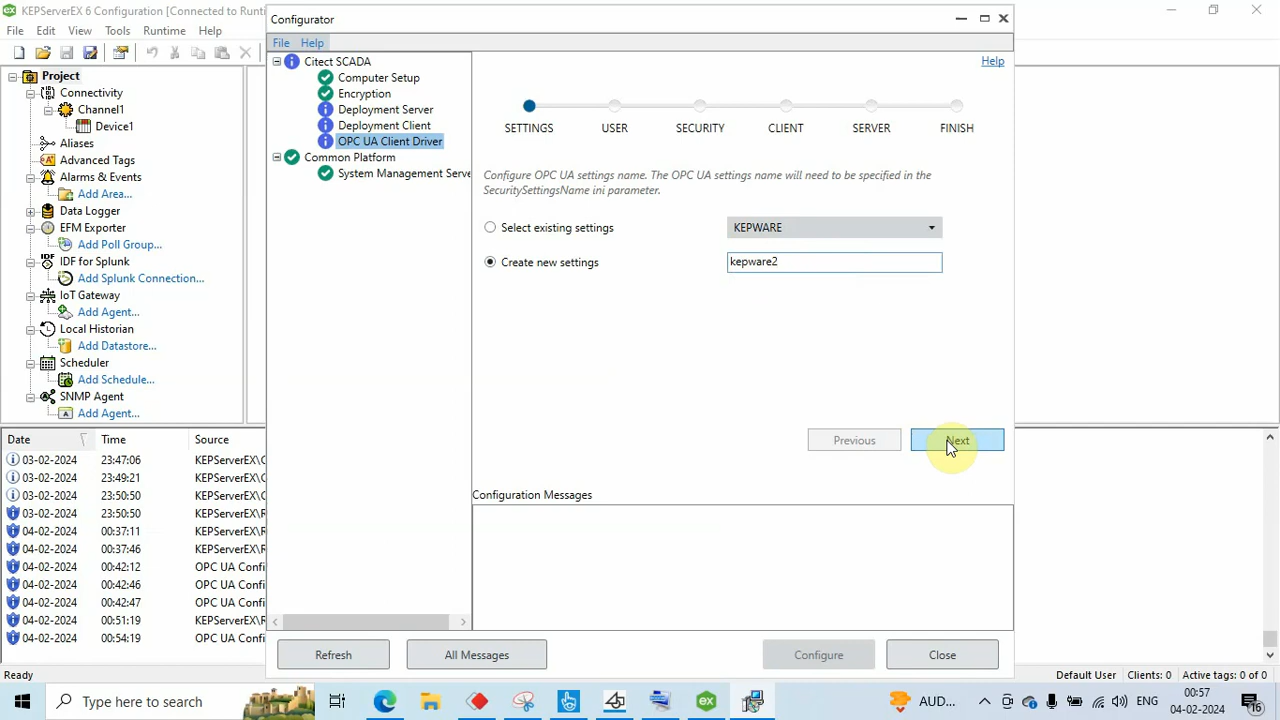 KEPServerEX 6 Configuration [Connected to Runti
File Edit View Tools Runtime Help
Project
Connectivity
Channel1
Device1
Aliases
Advanced Tags
Alarms & Events
Add Area...
Data Logger
EFM Exporter
Add Poll Group...
IDF for Splunk
Add Splunk Connection...
IoT Gateway
Add Agent...
Local Historian
Add Datastore...
Scheduler
Add Schedule...
SNMP Agent
Add Agent...
Date Time Source
03-02-2024 23:47:06 KEPServerEX\C
03-02-2024 23:49:21 KEPServerEX\C
03-02-2024 23:50:50 KEPServerEX\C
03-02-2024 23:50:50 KEPServerEX\R
04-02-2024 00:37:11 KEPServerEX\R
04-02-2024 00:37:46 KEPServerEX\R
04-02-2024 00:42:12 OPC UA Confi
04-02-2024 00:42:46 OPC UA Confi
04-02-2024 00:42:47 OPC UA Confi
04-02-2024 00:51:19 KEPServerEX\R
04-02-2024 00:54:19 OPC UA Confi
Ready
Configurator
File Help
Citect SCADA
Computer Setup
Encryption
Deployment Server
Deployment Client
OPC UA Client Driver
Common Platform
System Management Serve
Help
SETTINGS USER SECURITY CLIENT SERVER FINISH
Configure OPC UA settings name. The OPC UA settings name will need to be specified in the
SecuritySettingsName ini parameter.
Select existing settings KEPWARE
Create new settings kepware2
Previous Next
Configuration Messages
Refresh All Messages Configure Close
Default User Clients: 0 Active tags: 0 of 0
Type here to search
AUD... ENG 00:57
04-02-2024
16